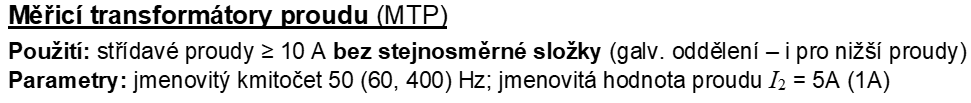 Měřicí transformátory proudu (MTP)
Použití: střídavé proudy ≥ 10 A bez stejnosměrné složky (galv. oddělení – i pro nižší proudy)
Parametry: jmenovitý kmitočet 50 (60, 400) Hz; jmenovitá hodnota proudu I₂ = 5A (1A)